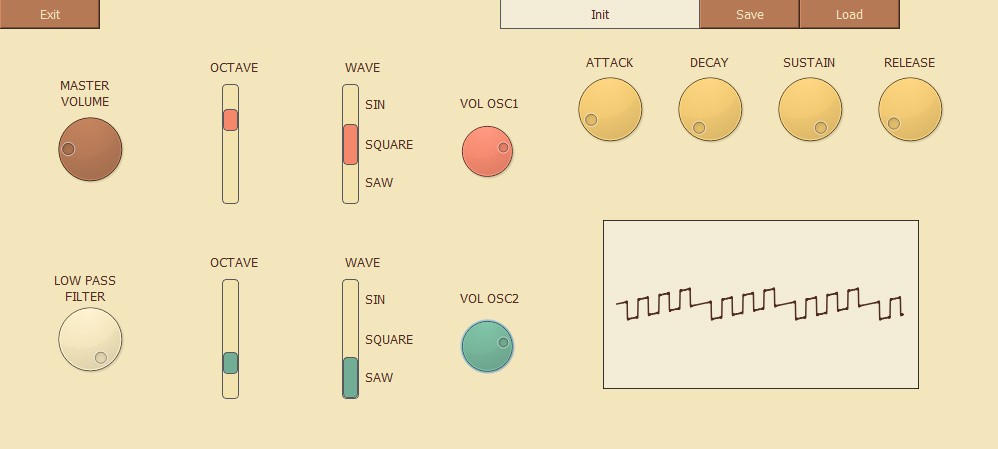 Exit
Init
Save
Load
MASTER
VOLUME
OCTAVE
WAVE
SIN
SQUARE
SAW
VOL OSC1
ATTACK
DECAY
SUSTAIN
RELEASE
LOW PASS
FILTER
OCTAVE
WAVE
SIN
SQUARE
SAW
VOL OSC2